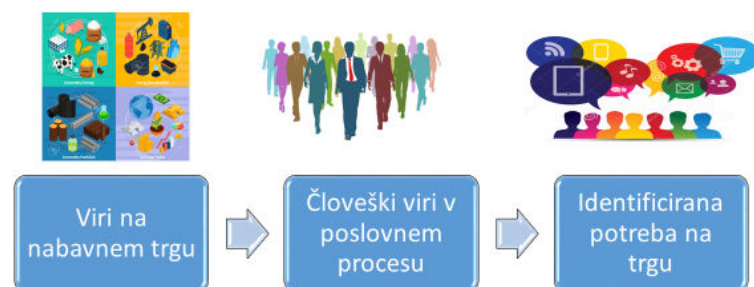 Viri na
nabavnem trgu
Človeški viri v
poslovnem
procesu
Identificirana
potreba na
trgu